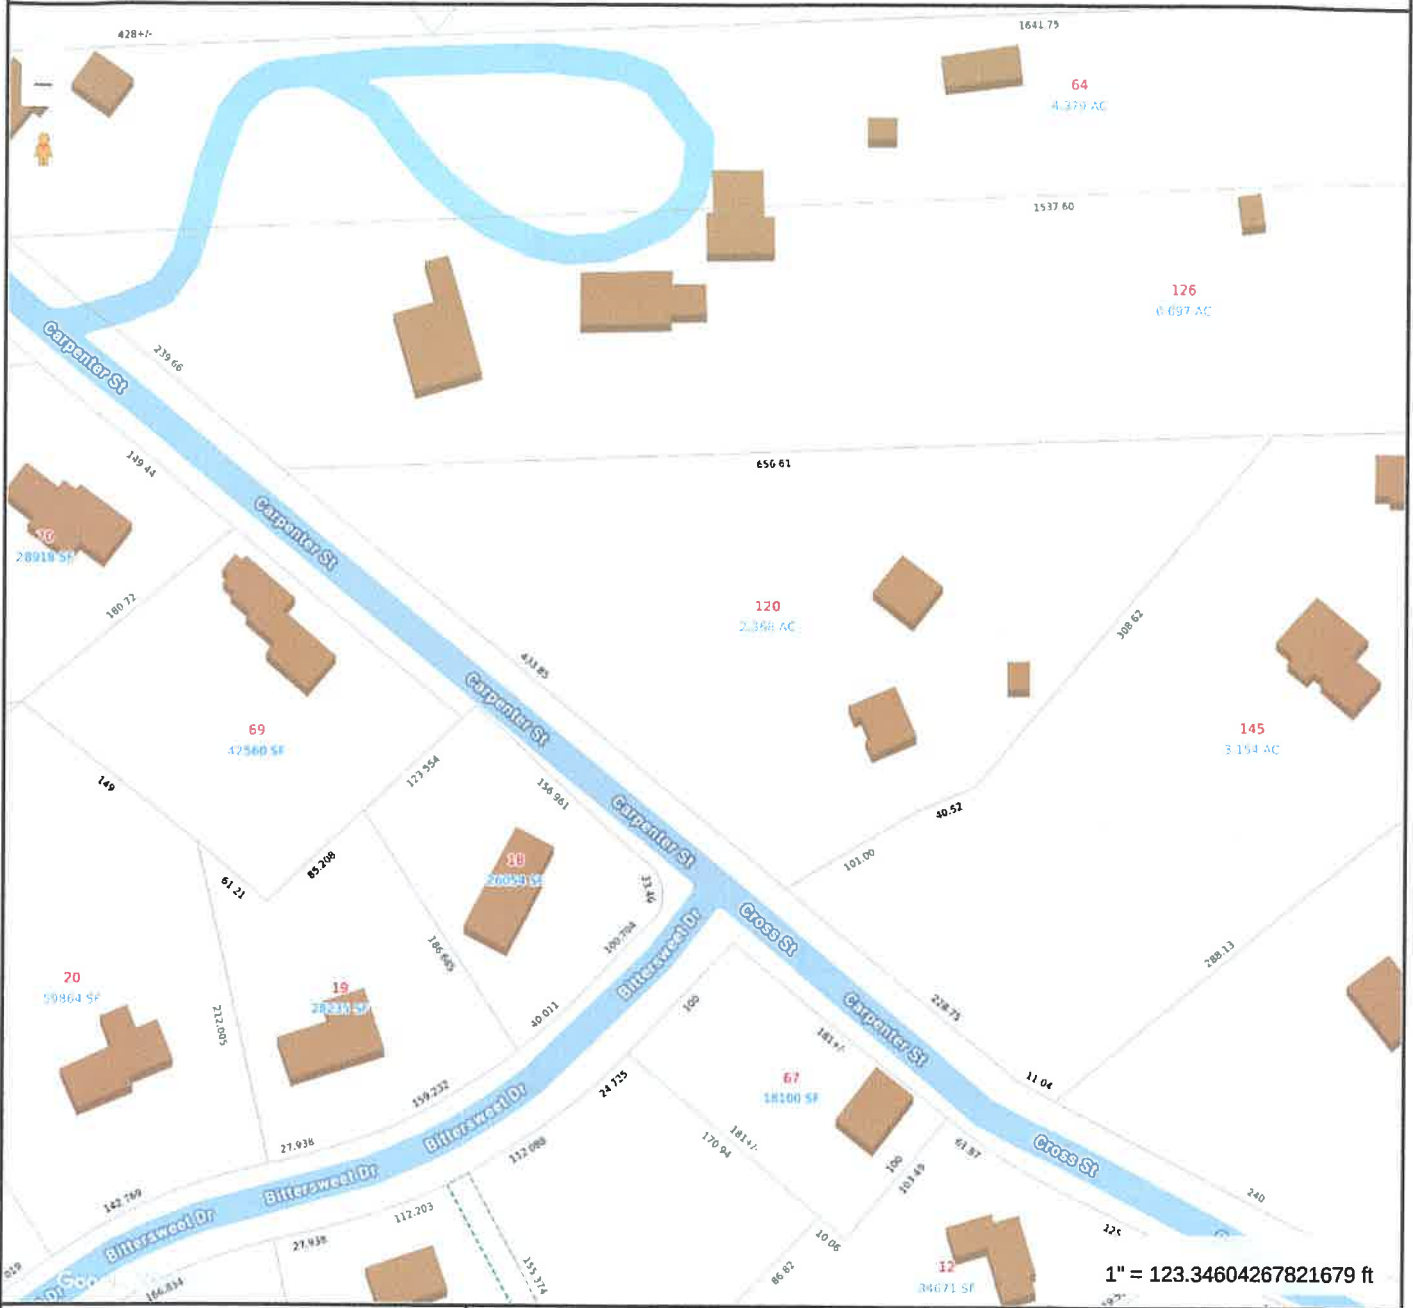 428+/-
1641.75
64
4.379 AC
1537.60
126
6.097 AC
Carpenter St
239.66
149.44
656.61
Carpenter St
28918 SF
180.72
120
2.368 AC
308.62
433.85
Carpenter St
69
42560 SF
145
3.154 AC
149
123.554
156.961
Carpenter St
40.52
101.00
85.208
61.21
18
26054 SF
33.46
Cross St
Bittersweet Dr
100.704
186.685
288.13
20
59864 SF
19
212.005
40.011
100
228.75
Carpenter St
181+/-
11.04
67
18100 SF
24.725
159.232
Bittersweet Dr
181+/-
170.94
112.088
27.938
61.87
Cross St
100
103.49
Bittersweet Dr
142.769
240
112.203
Bittersweet Dr
125
27.938
10.06
86.82
155.374
12
34671 SF
166.834
Dr
1" = 123.34604267821679 ft